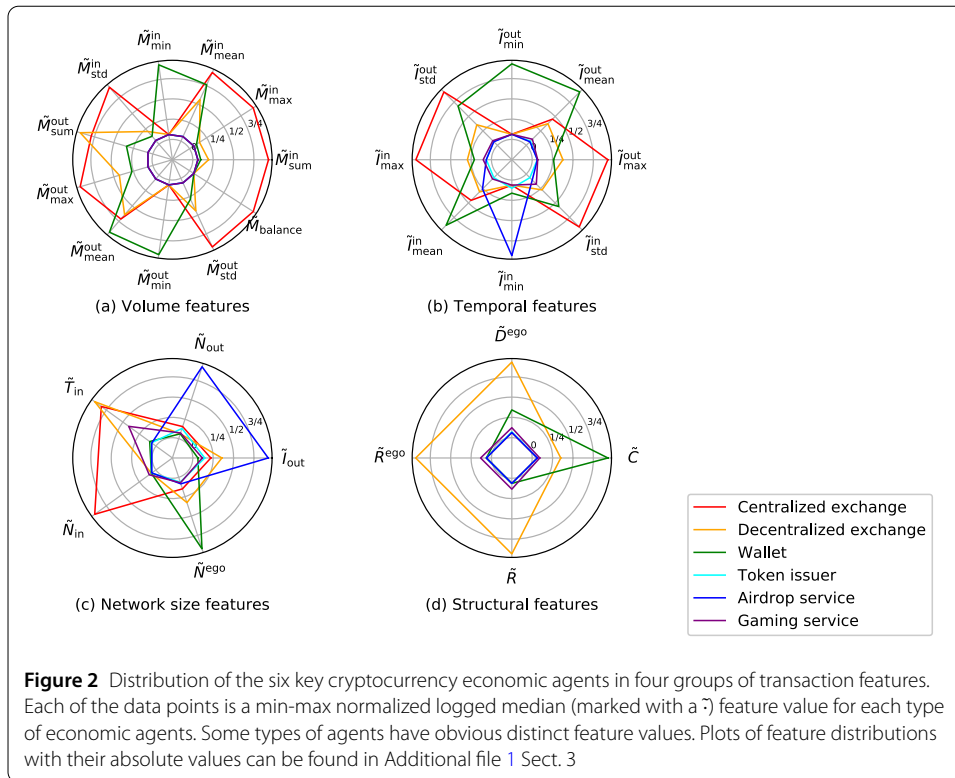 M̃ᵢₙ min
M̃ᵢₙ mean
M̃ᵢₙ std
M̃ᵢₙ max
M̃ᵒᵘᵗ sum
M̃ᵢₙ sum
M̃ᵒᵘᵗ max
M̃ balance
M̃ᵒᵘᵗ mean
M̃ᵒᵘᵗ min
M̃ᵒᵘᵗ std
0 1/4 1/2 3/4
(a) Volume features
Ĩᵒᵘᵗ min
Ĩᵒᵘᵗ std
Ĩᵒᵘᵗ mean
Ĩⁱⁿ max
Ĩᵒᵘᵗ max
Ĩⁱⁿ mean
Ĩⁱⁿ std
Ĩⁱⁿ min
0 1/4 1/2 3/4
(b) Temporal features
Ñout
T̃in
Ĩout
Ñin
Ñᵉᵍᵒ
0 1/4 1/2 3/4
(c) Network size features
D̃ᵉᵍᵒ
R̃ᵉᵍᵒ
C̃
R̃
0 1/4 1/2 3/4
(d) Structural features
Centralized exchange
Decentralized exchange
Wallet
Token issuer
Airdrop service
Gaming service
Figure 2 Distribution of the six key cryptocurrency economic agents in four groups of transaction features.
Each of the data points is a min-max normalized logged median (marked with a ·̃) feature value for each type
of economic agents. Some types of agents have obvious distinct feature values. Plots of feature distributions
with their absolute values can be found in Additional file 1 Sect. 3